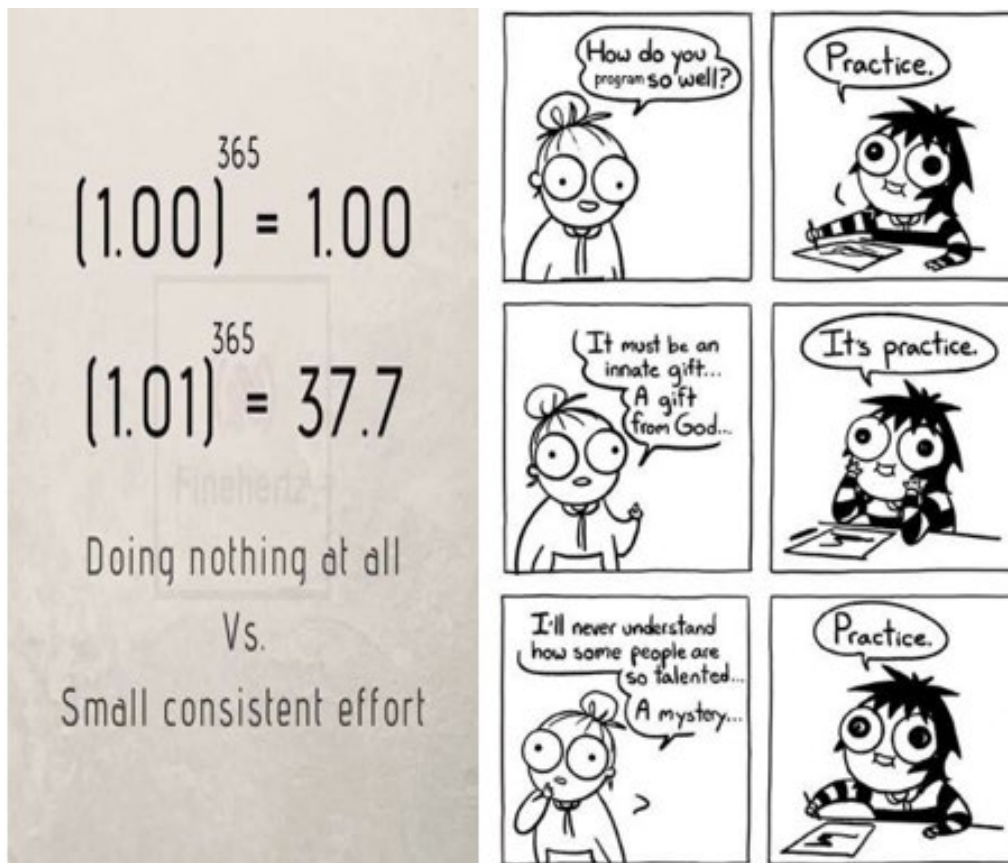 (1.00)^365 = 1.00
(1.01)^365 = 37.7
Finehertz
Doing nothing at all
Vs.
Small consistent effort
How do you
program so well?
Practice.
It must be an
innate gift...
A gift
from God...
It's practice.
I'll never understand
how some people are
so talented...
A mystery...
Practice.